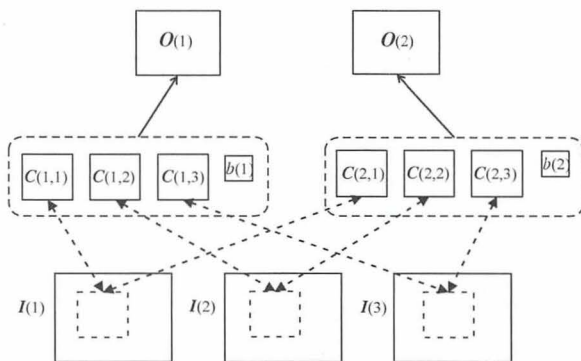 O(1) O(2)
C(1,1) C(1,2) C(1,3) b(1) C(2,1) C(2,2) C(2,3) b(2)
I(1) I(2) I(3)